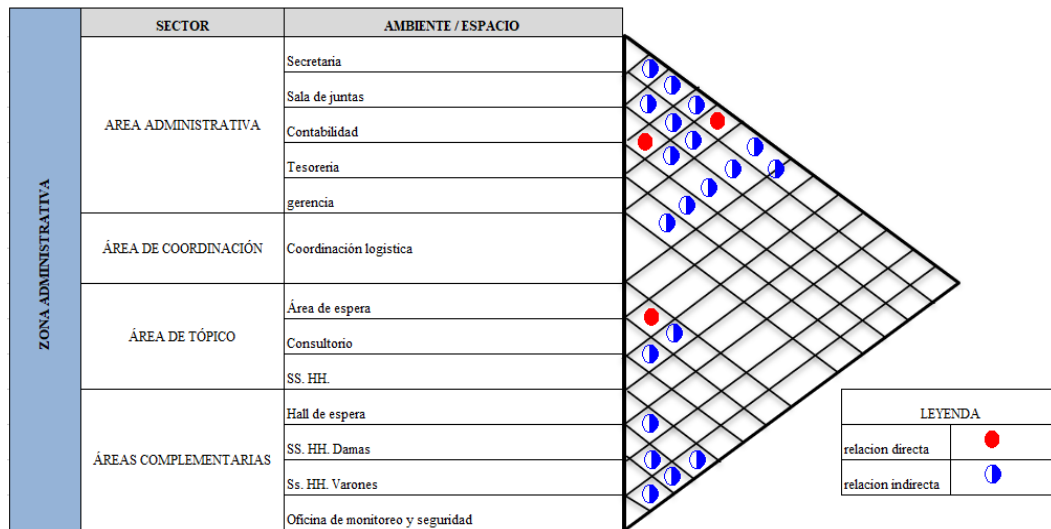 SECTOR
AMBIENTE / ESPACIO
ZONA ADMINISTRATIVA
AREA ADMINISTRATIVA
Secretaria
Sala de juntas
Contabilidad
Tesoreria
gerencia
ÁREA DE COORDINACIÓN
Coordinación logistica
ÁREA DE TÓPICO
Área de espera
Consultorio
SS. HH.
ÁREAS COMPLEMENTARIAS
Hall de espera
SS. HH. Damas
Ss. HH. Varones
Oficina de monitoreo y seguridad
LEYENDA
relacion directa
relacion indirecta